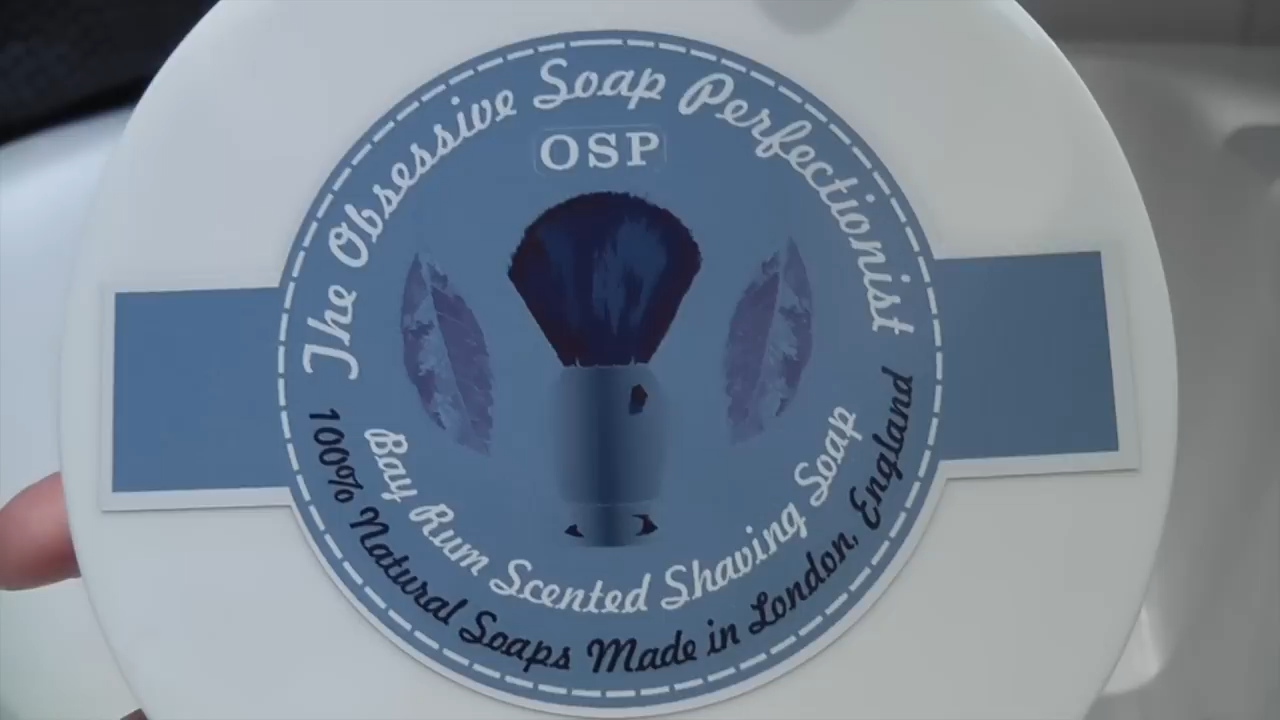 The Obsessive Soap Perfectionist
OSP
Bay Rum Scented Shaving Soap
100% Natural Soaps Made in London, England